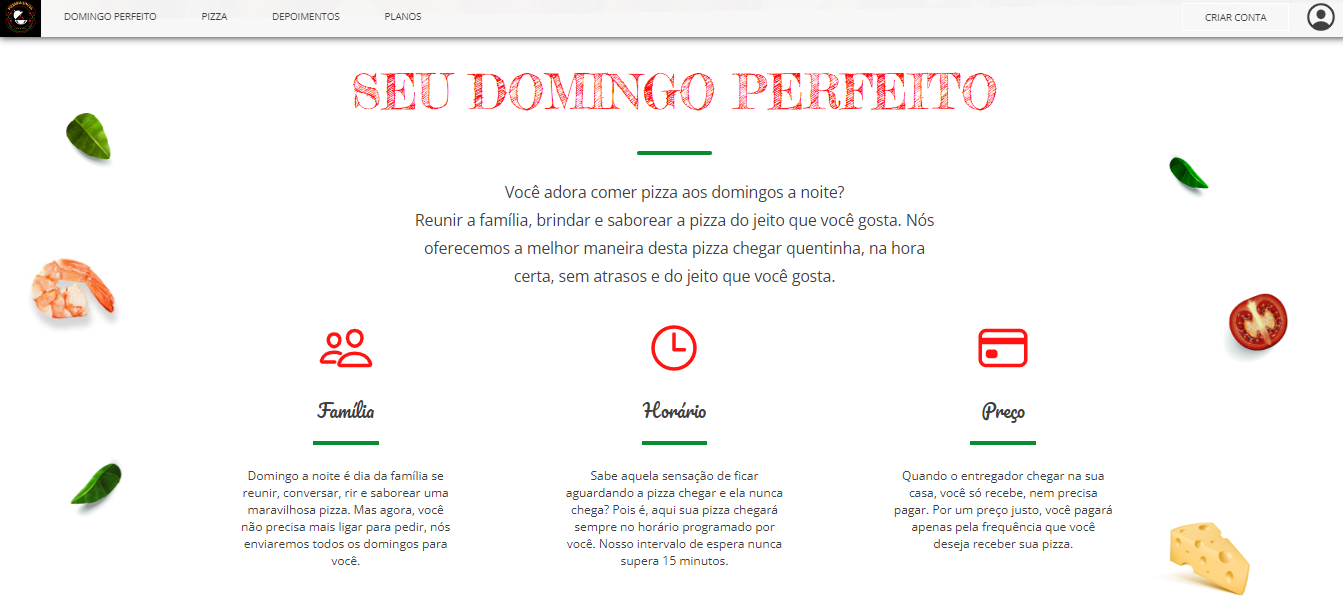 DOMINGO PERFEITO PIZZA DEPOIMENTOS PLANOS CRIAR CONTA
SEU DOMINGO PERFEITO
Você adora comer pizza aos domingos a noite?
Reunir a família, brindar e saborear a pizza do jeito que você gosta. Nós
oferecemos a melhor maneira desta pizza chegar quentinha, na hora
certa, sem atrasos e do jeito que você gosta.
Família
Domingo a noite é dia da família se
reunir, conversar, rir e saborear uma
maravilhosa pizza. Mas agora, você
não precisa mais ligar para pedir, nós
enviaremos todos os domingos para
você.
Horário
Sabe aquela sensação de ficar
aguardando a pizza chegar e ela nunca
chega? Pois é, aqui sua pizza chegará
sempre no horário programado por
você. Nosso intervalo de espera nunca
supera 15 minutos.
Preço
Quando o entregador chegar na sua
casa, você só recebe, nem precisa
pagar. Por um preço justo, você pagará
apenas pela frequência que você
deseja receber sua pizza.